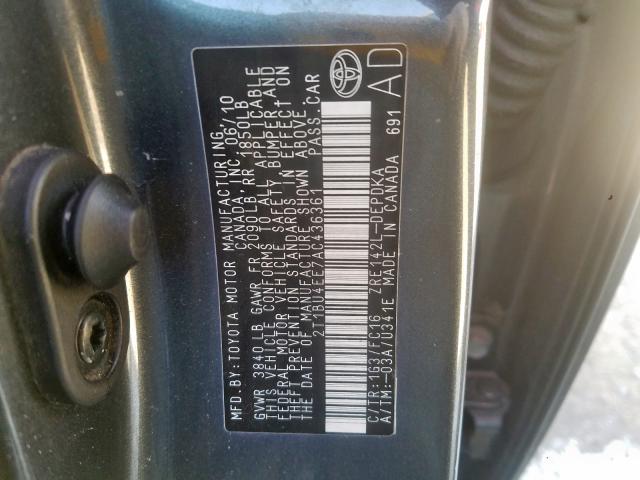 MFD. BY: TOYOTA MOTOR MANUFACTURING
CANADA, INC. 06/10
GVWR 3840 LB GAWR FR 2090LB RR 1850LB
THIS VEHICLE CONFORMS TO ALL APPLICABLE
FEDERAL MOTOR VEHICLE SAFETY, BUMPER, AND
THEFT PREVENTION STANDARDS IN EFFECT ON
THE DATE OF MANUFACTURE SHOWN ABOVE.
2T1BU4EE7AC436361 PASS. CAR
C/TR: 1G3/FC16 ZRE142L-DEPDKA
A/TM: -03A/U341E MADE IN CANADA 691
AD